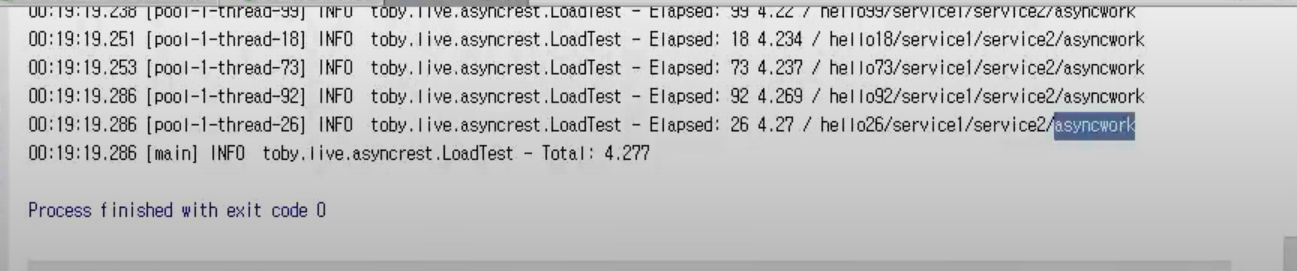 00:19:19.238 [pool-1-thread-99] INFO toby.live.asyncrest.LoadTest - Elapsed: 99 4.22 / hello99/service1/service2/asyncwork
00:19:19.251 [pool-1-thread-18] INFO toby.live.asyncrest.LoadTest - Elapsed: 18 4.234 / hello18/service1/service2/asyncwork
00:19:19.253 [pool-1-thread-73] INFO toby.live.asyncrest.LoadTest - Elapsed: 73 4.237 / hello73/service1/service2/asyncwork
00:19:19.286 [pool-1-thread-92] INFO toby.live.asyncrest.LoadTest - Elapsed: 92 4.269 / hello92/service1/service2/asyncwork
00:19:19.286 [pool-1-thread-26] INFO toby.live.asyncrest.LoadTest - Elapsed: 26 4.27 / hello26/service1/service2/asyncwork
00:19:19.286 [main] INFO toby.live.asyncrest.LoadTest - Total: 4.277
Process finished with exit code 0